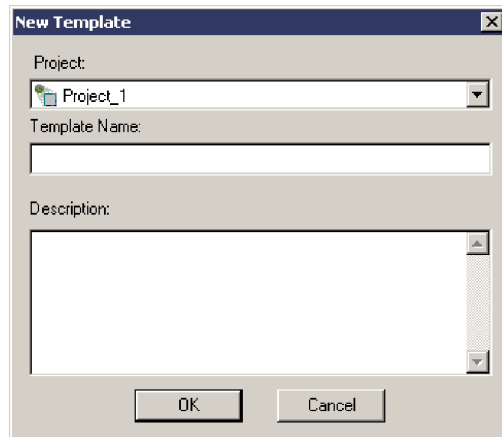 New Template
Project:
Project_1
Template Name:
Description:
OK Cancel